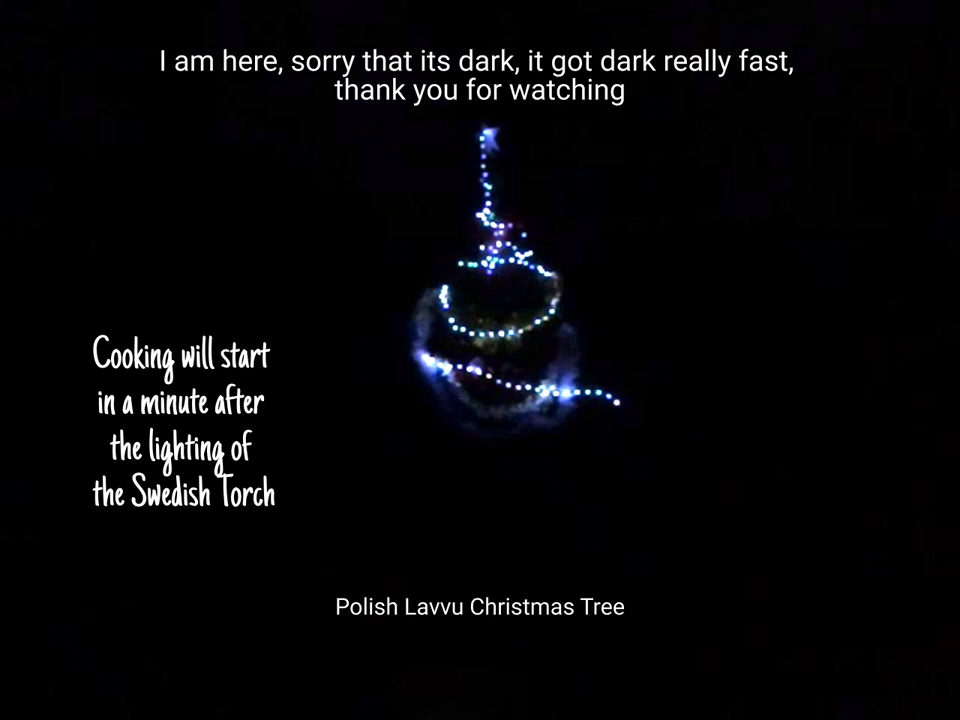 I am here, sorry that its dark, it got dark really fast,
thank you for watching
Cooking will start
in a minute after
the lighting of
the Swedish Torch
Polish Lavvu Christmas Tree